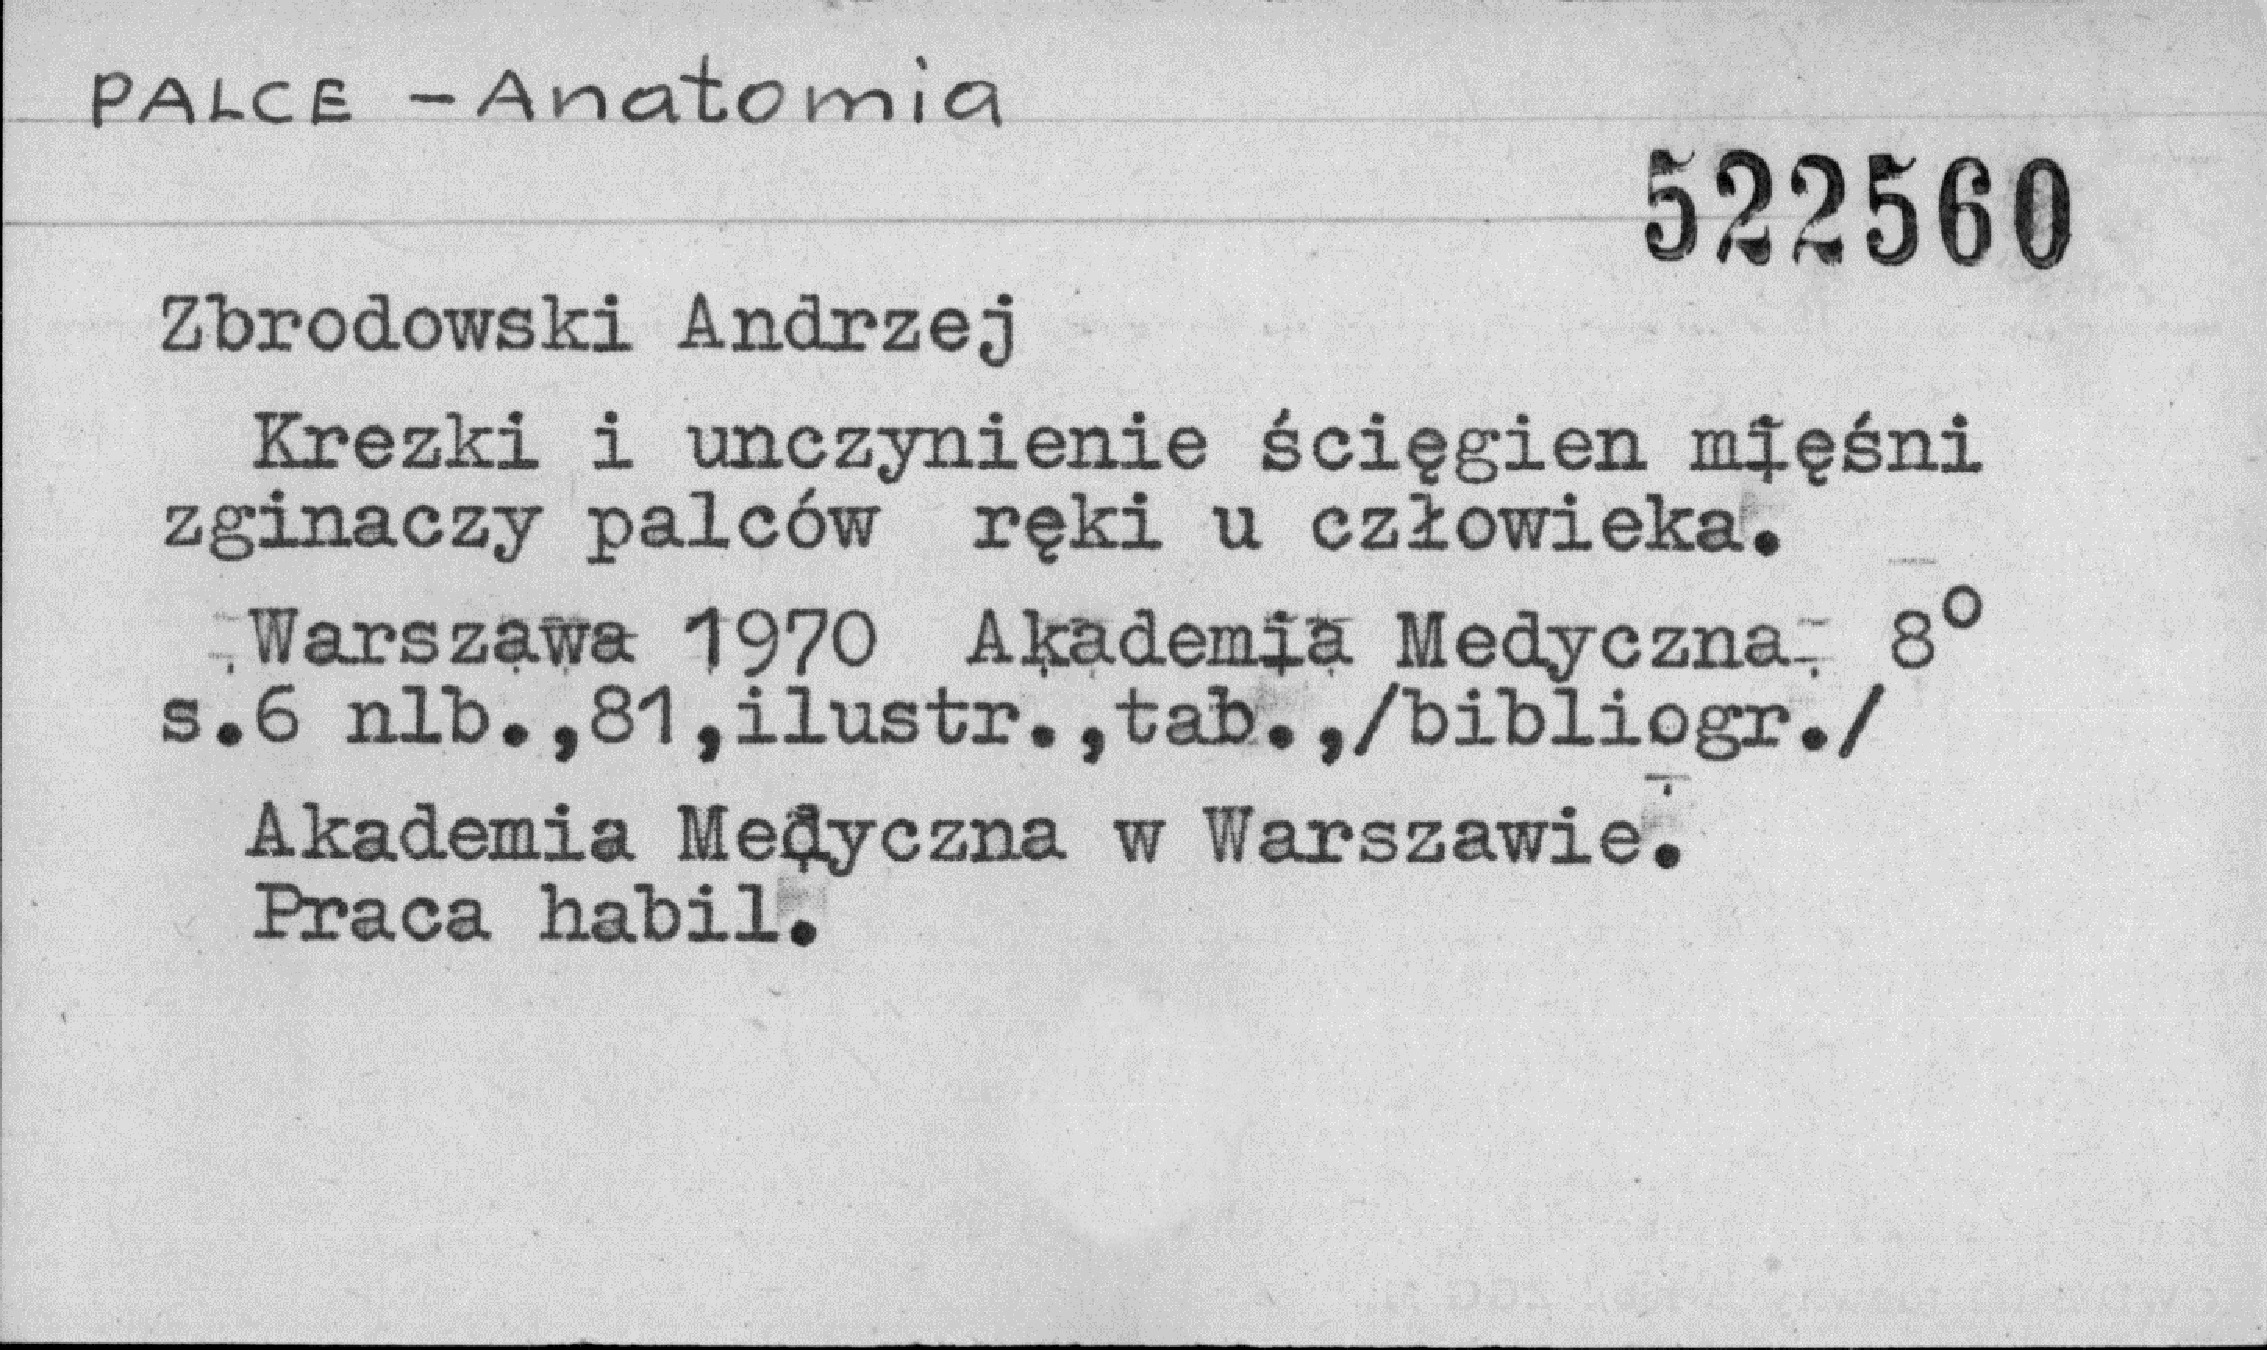 PALCE - Anatomia
522560
Zbrodowski Andrzej
Krezki i unczynienie ścięgien mięśni
zginaczy palców ręki u człowieka.
Warszawa 1970 Akademia Medyczna 8°
s.6 nlb.,81,ilustr.,tab.,/bibliogr./
Akademia Medyczna w Warszawie.
Praca habil.